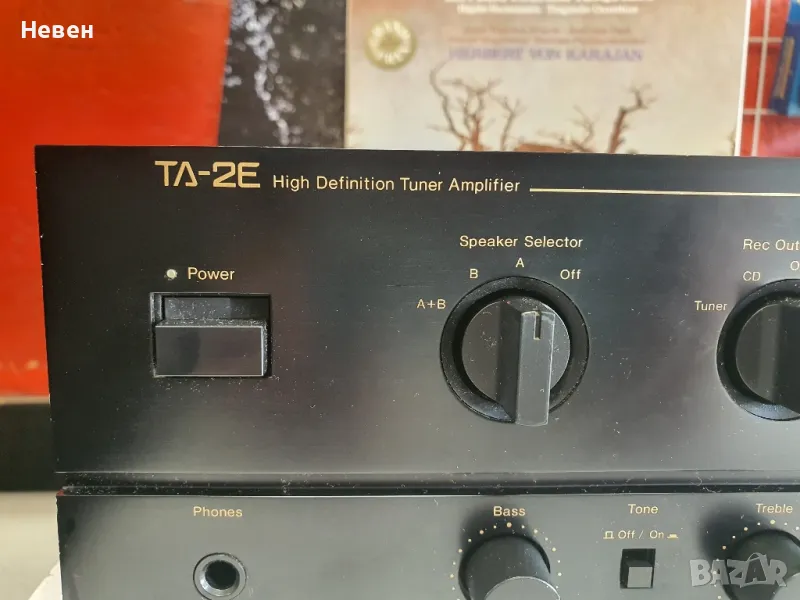 Невен
HERBERT VON KARAJAN
TA-2E High Definition Tuner Amplifier
Speaker Selector
Rec Out
A
B
Off
CD
A+B
Tuner
Power
Phones
Bass
Tone
Treble
Off / On
BAZAR